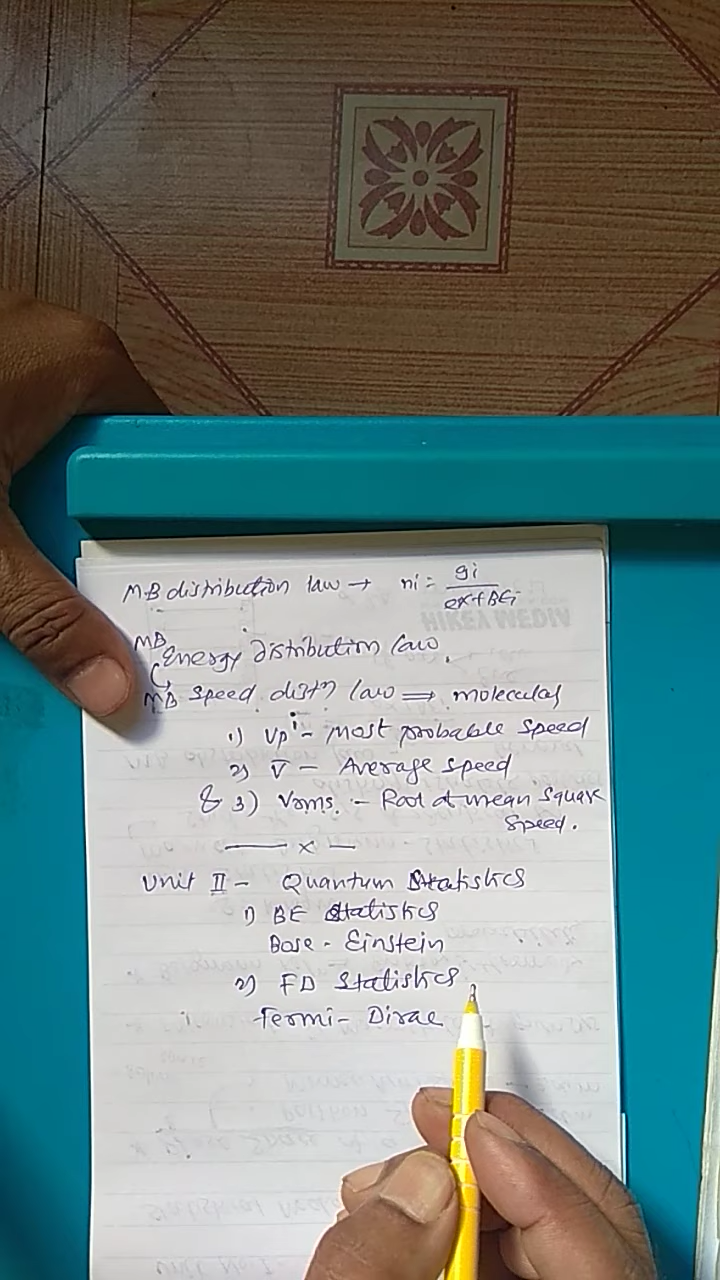 MB distribution law → ni = gi / eα+βEi
MB Energy distribution law.
MB speed distn law ⇒ molecular
1) Vp :- most probable speed
2) V̄ - Average speed
& 3) Vrms :- Root mean square
speed.
—— x —
Unit II - Quantum Statistics
1) BE Statistics
Bose - Einstein
2) FD Statistics
Fermi - Dirac